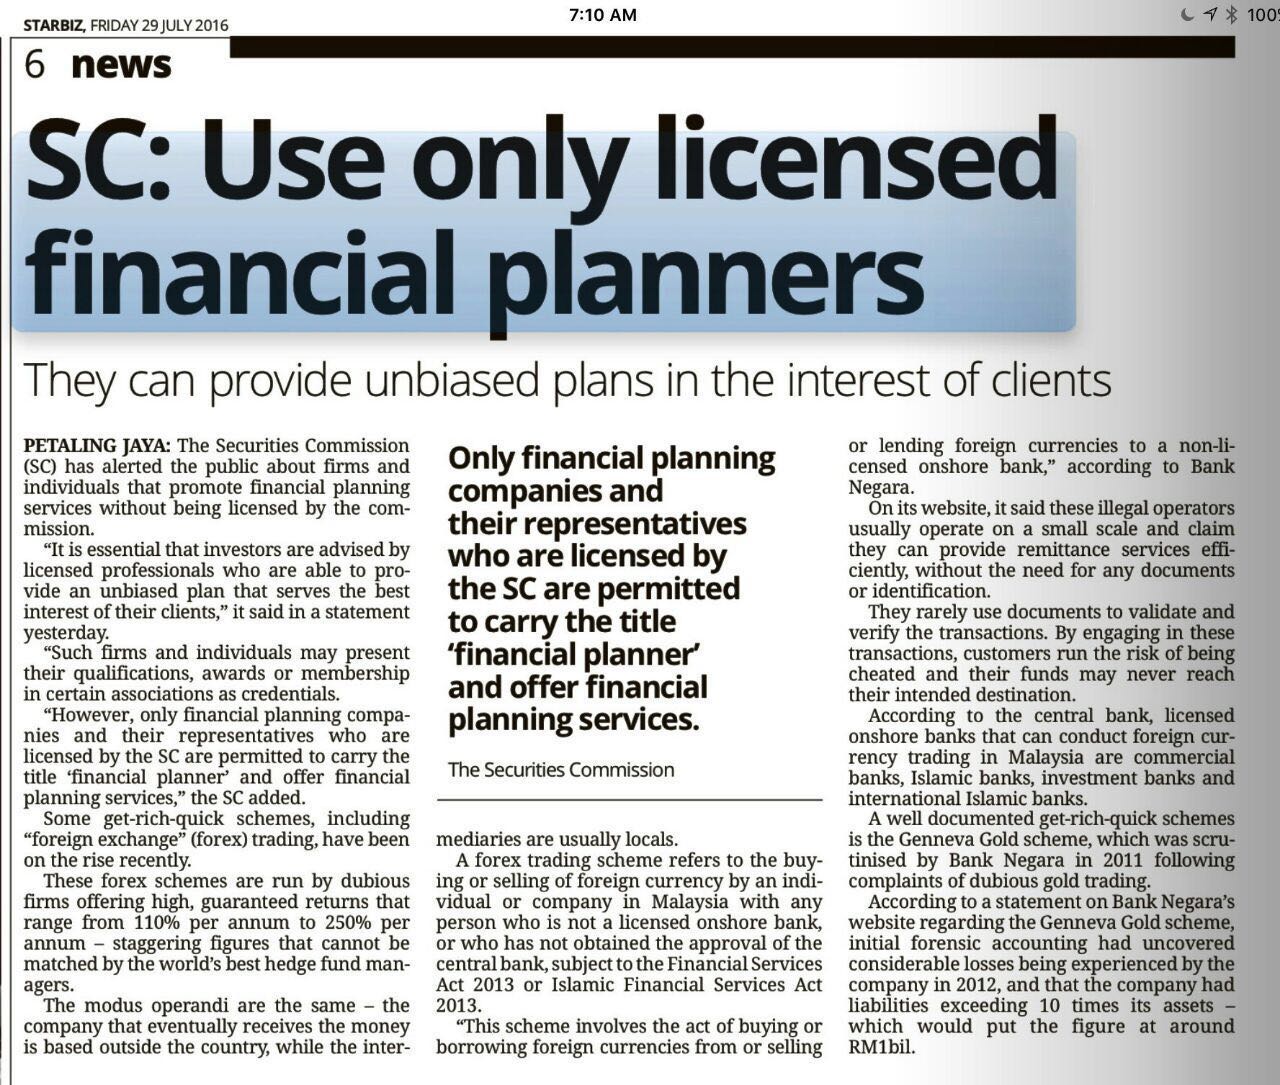 7:10 AM
100
STARBIZ, FRIDAY 29 JULY 2016
6 news
SC: Use only licensed
financial planners
They can provide unbiased plans in the interest of clients
PETALING JAYA: The Securities Commission
(SC) has alerted the public about firms and
individuals that promote financial planning
services without being licensed by the com-
mission.
“It is essential that investors are advised by
licensed professionals who are able to pro-
vide an unbiased plan that serves the best
interest of their clients,” it said in a statement
yesterday.
“Such firms and individuals may present
their qualifications, awards or membership
in certain associations as credentials.
“However, only financial planning compa-
nies and their representatives who are
licensed by the SC are permitted to carry the
title ‘financial planner’ and offer financial
planning services,” the SC added.
Some get-rich-quick schemes, including
“foreign exchange” (forex) trading, have been
on the rise recently.
These forex schemes are run by dubious
firms offering high, guaranteed returns that
range from 110% per annum to 250% per
annum – staggering figures that cannot be
matched by the world’s best hedge fund man-
agers.
The modus operandi are the same – the
company that eventually receives the money
is based outside the country, while the inter-
Only financial planning
companies and
their representatives
who are licensed by
the SC are permitted
to carry the title
‘financial planner’
and offer financial
planning services.
The Securities Commission
mediaries are usually locals.
A forex trading scheme refers to the buy-
ing or selling of foreign currency by an indi-
vidual or company in Malaysia with any
person who is not a licensed onshore bank,
or who has not obtained the approval of the
central bank, subject to the Financial Services
Act 2013 or Islamic Financial Services Act
2013.
“This scheme involves the act of buying or
borrowing foreign currencies from or selling
or lending foreign currencies to a non-li-
censed onshore bank,” according to Bank
Negara.
On its website, it said these illegal operators
usually operate on a small scale and claim
they can provide remittance services effi-
ciently, without the need for any documents
or identification.
They rarely use documents to validate and
verify the transactions. By engaging in these
transactions, customers run the risk of being
cheated and their funds may never reach
their intended destination.
According to the central bank, licensed
onshore banks that can conduct foreign cur-
rency trading in Malaysia are commercial
banks, Islamic banks, investment banks and
international Islamic banks.
A well documented get-rich-quick schemes
is the Genneva Gold scheme, which was scru-
tinised by Bank Negara in 2011 following
complaints of dubious gold trading.
According to a statement on Bank Negara’s
website regarding the Genneva Gold scheme,
initial forensic accounting had uncovered
considerable losses being experienced by the
company in 2012, and that the company had
liabilities exceeding 10 times its assets –
which would put the figure at around
RM1bil.